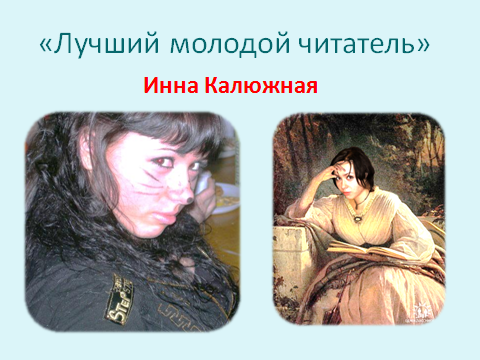 «Лучший молодой читатель»
Инна Калюжная